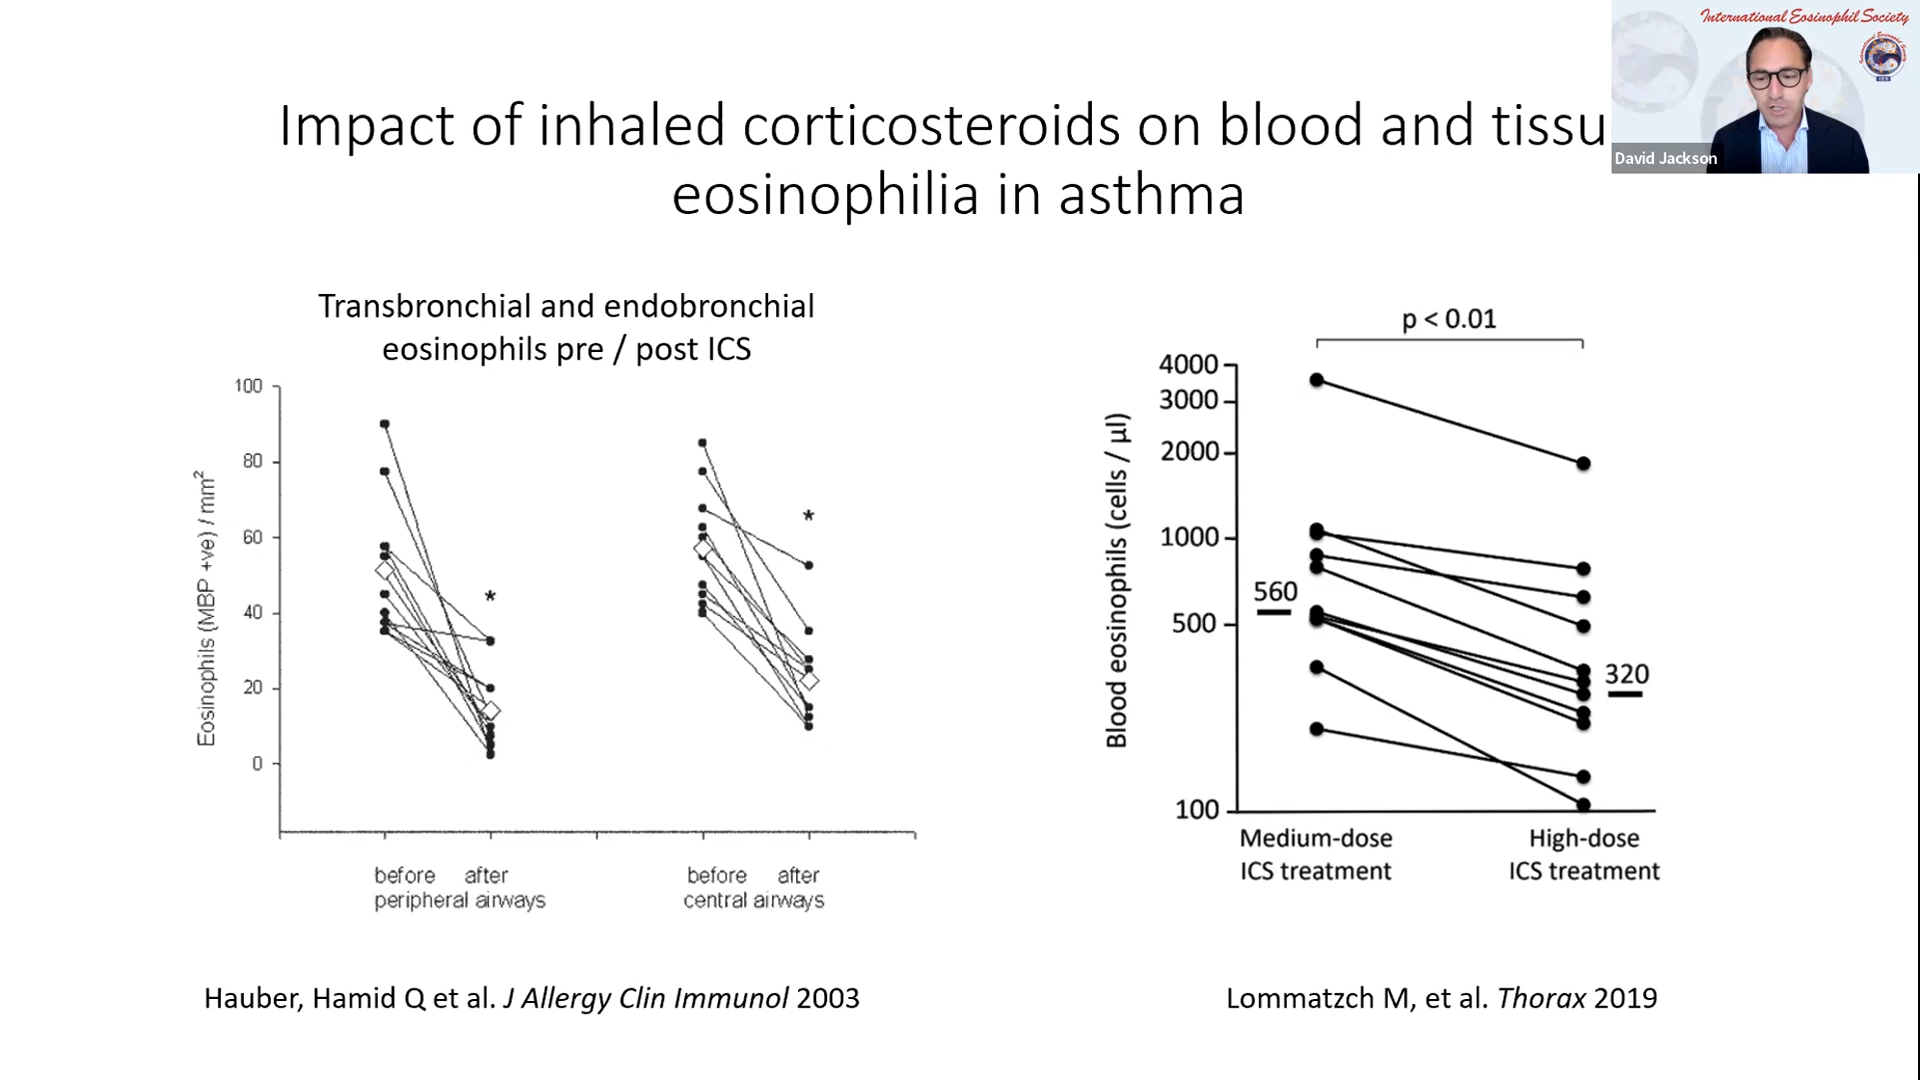 International Eosinophil Society
David Jackson
Impact of inhaled corticosteroids on blood and tissu
eosinophilia in asthma
Transbronchial and endobronchial
eosinophils pre / post ICS
100
80
60
40
20
0
Eosinophils (MBP +ve) / mm²
*
*
before after
peripheral airways
before after
central airways
Hauber, Hamid Q et al. J Allergy Clin Immunol 2003
p < 0.01
4000
3000
2000
1000
500
100
Blood eosinophils (cells / µl)
560
320
Medium-dose
ICS treatment
High-dose
ICS treatment
Lommatzch M, et al. Thorax 2019